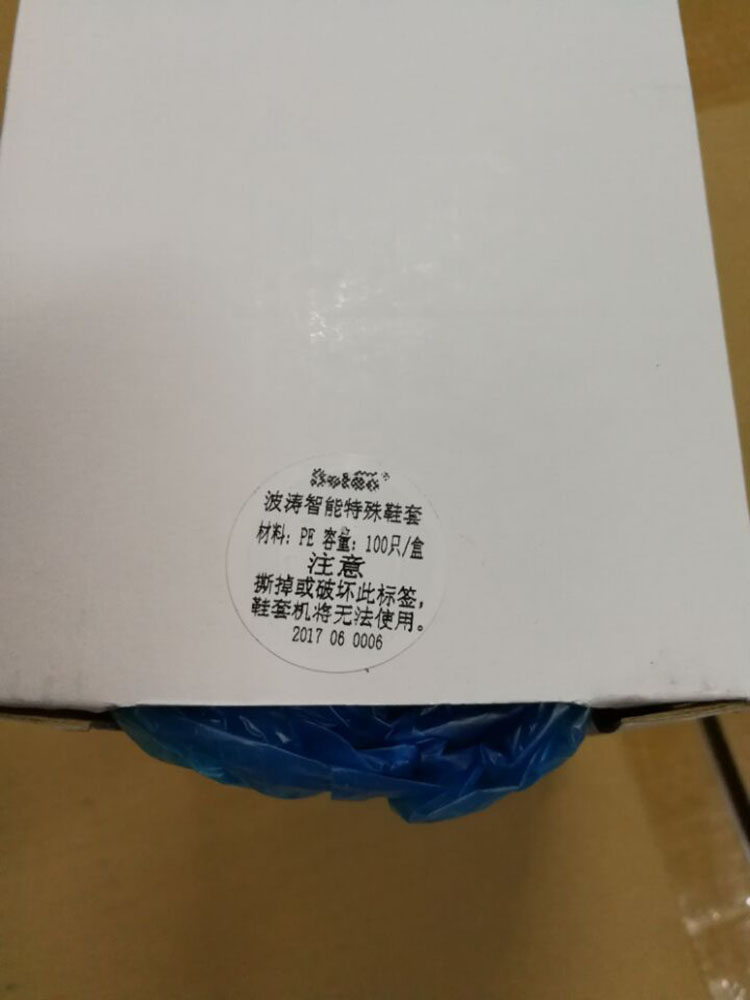 波涛智能特殊鞋套
材料: PE 容量: 100只/盒
注意
撕掉或破坏此标签,
鞋套机将无法使用。
2017 06 0006